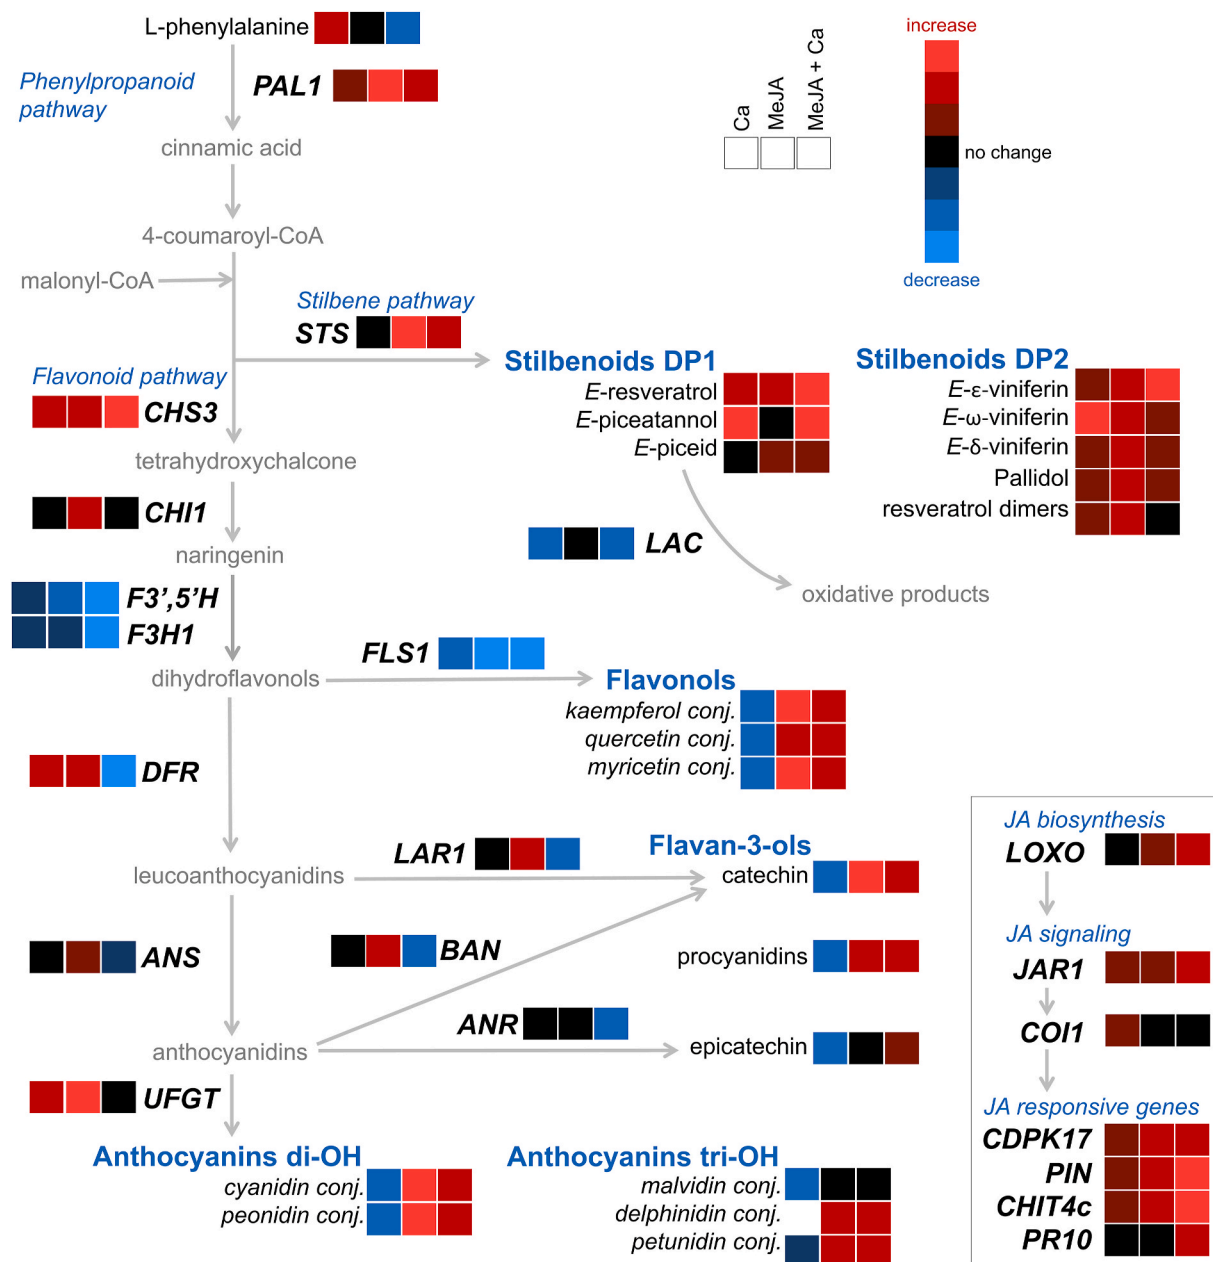 L-phenylalanine
increase
Phenylpropanoid
pathway
PAL1
Ca
MeJA
MeJA + Ca
no change
cinnamic acid
4-coumaroyl-CoA
malonyl-CoA
decrease
Stilbene pathway
STS
Stilbenoids DP1
Stilbenoids DP2
Flavonoid pathway
CHS3
E-resveratrol
E-piceatannol
E-piceid
E-ε-viniferin
E-ω-viniferin
E-δ-viniferin
Pallidol
resveratrol dimers
tetrahydroxychalcone
CHI1
LAC
naringenin
oxidative products
F3’,5’H
F3H1
FLS1
dihydroflavonols
Flavonols
kaempferol conj.
quercetin conj.
myricetin conj.
DFR
JA biosynthesis
LOXO
LAR1
Flavan-3-ols
leucoanthocyanidins
catechin
JA signaling
JAR1
ANS
BAN
procyanidins
ANR
COI1
anthocyanidins
epicatechin
UFGT
JA responsive genes
CDPK17
PIN
CHIT4c
PR10
Anthocyanins di-OH
cyanidin conj.
peonidin conj.
Anthocyanins tri-OH
malvidin conj.
delphinidin conj.
petunidin conj.